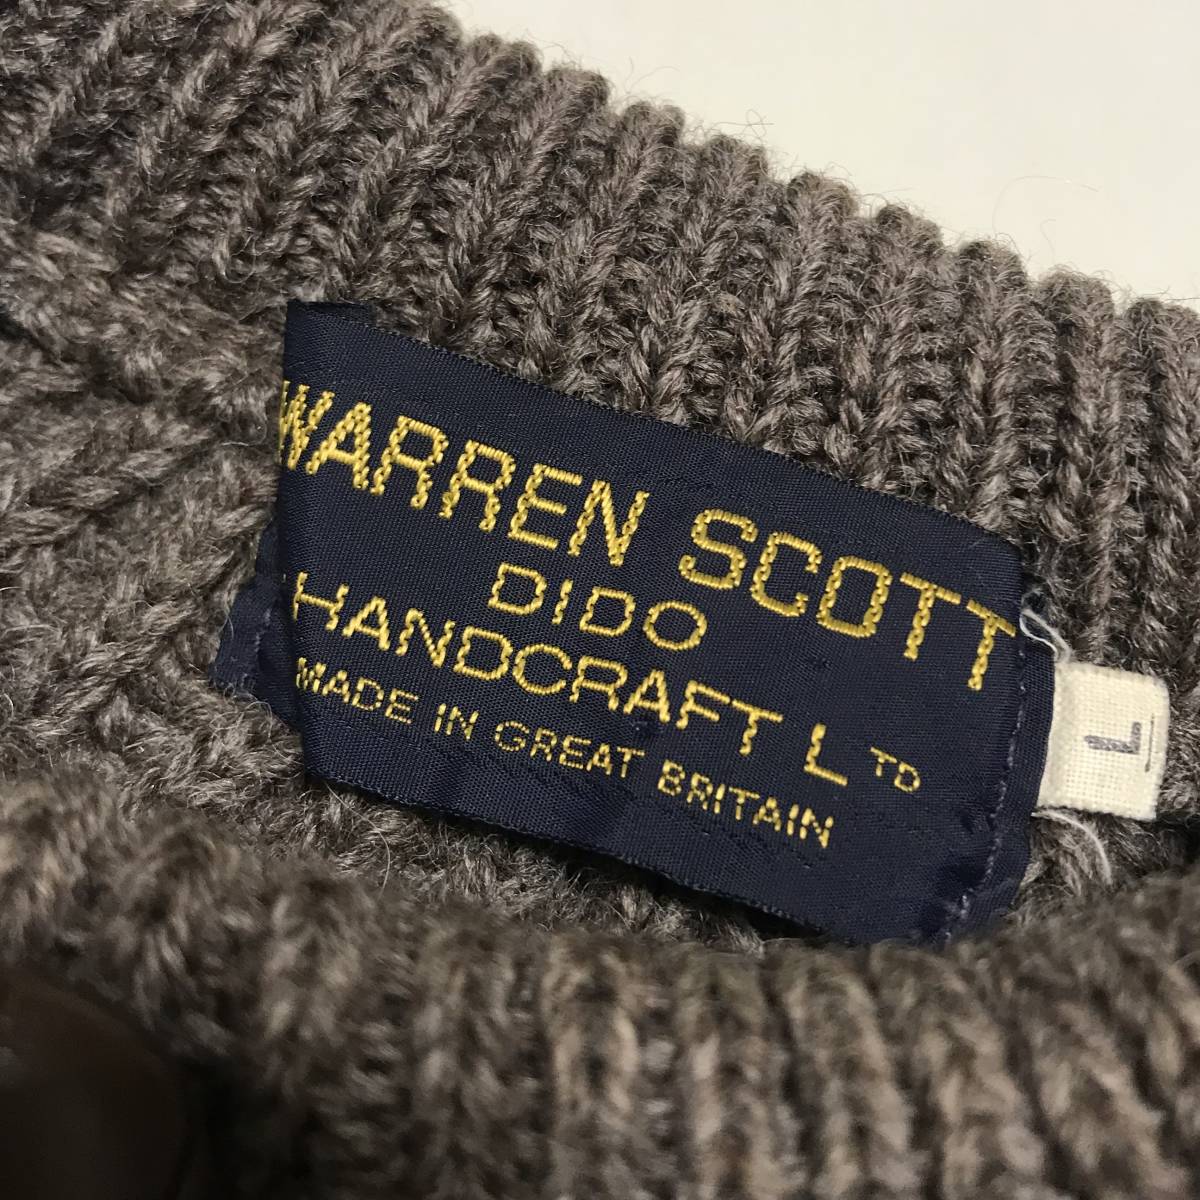 WARREN SCOTT
DIDO
HANDCRAFT LTD
MADE IN GREAT BRITAIN
L